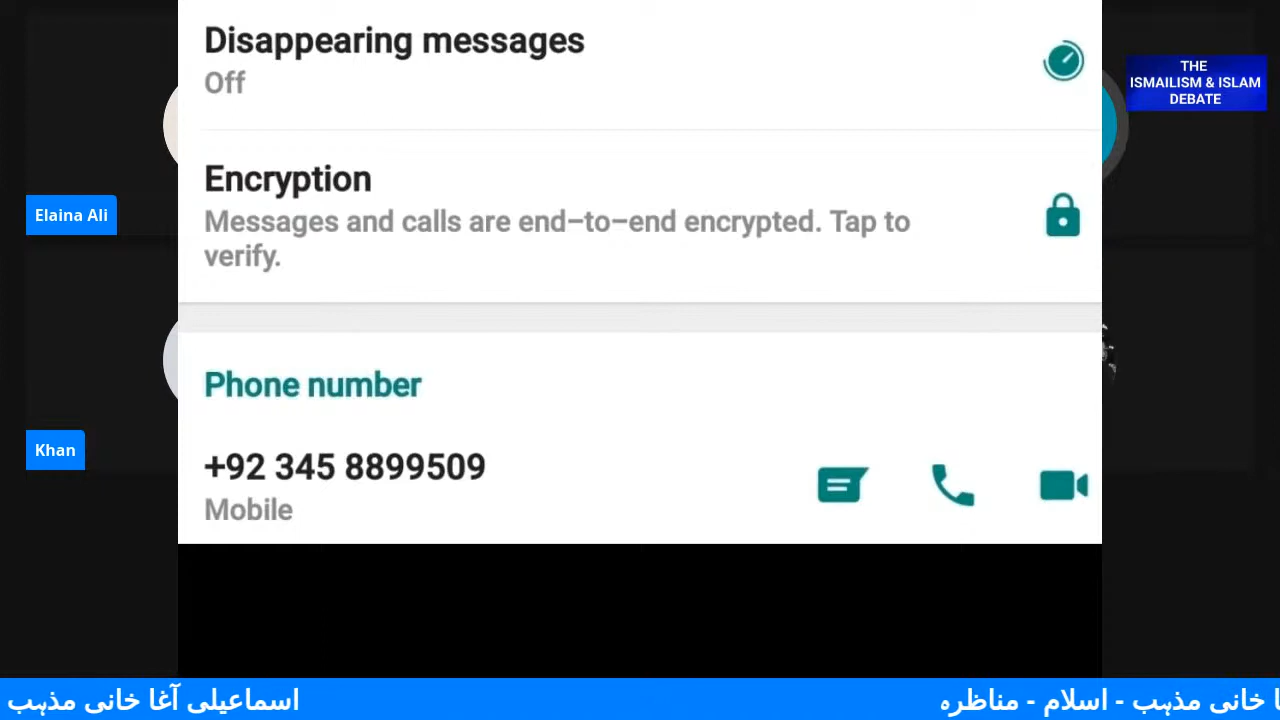 Disappearing messages
Off
THE
ISMAILISM & ISLAM
DEBATE
Encryption
Messages and calls are end-to-end encrypted. Tap to
verify.
Elaina Ali
Phone number
Khan
+92 345 8899509
Mobile
اسماعیلی آغا خانی مذہب
خانی مذہب - اسلام - مناظرہ